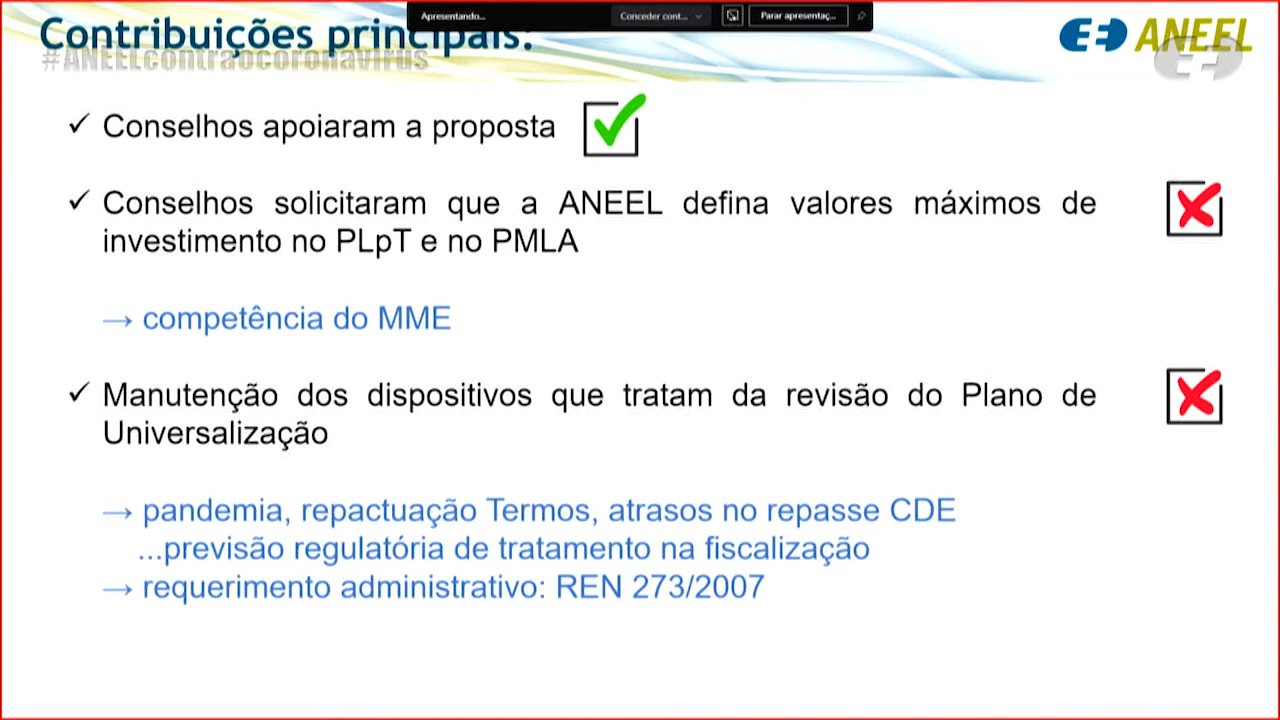 Apresentando...
Conceder cont...
Parar apresentaç...
Contribuições principais:
ANEEL
#ANEELcontraocoronavirus
✓ Conselhos apoiaram a proposta
✓ Conselhos solicitaram que a ANEEL defina valores máximos de
investimento no PLpT e no PMLA
→ competência do MME
✓ Manutenção dos dispositivos que tratam da revisão do Plano de
Universalização
→ pandemia, repactuação Termos, atrasos no repasse CDE
...previsão regulatória de tratamento na fiscalização
→ requerimento administrativo: REN 273/2007